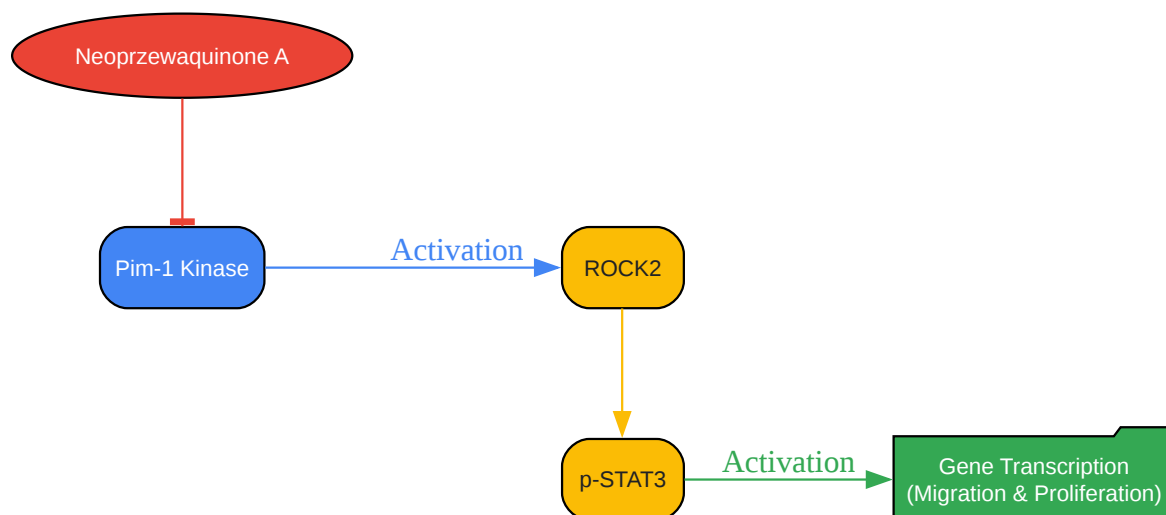 Neoprzewaquinone A
Activation
Pim-1 Kinase
ROCK2
Activation
p-STAT3
Gene Transcription
(Migration & Proliferation)